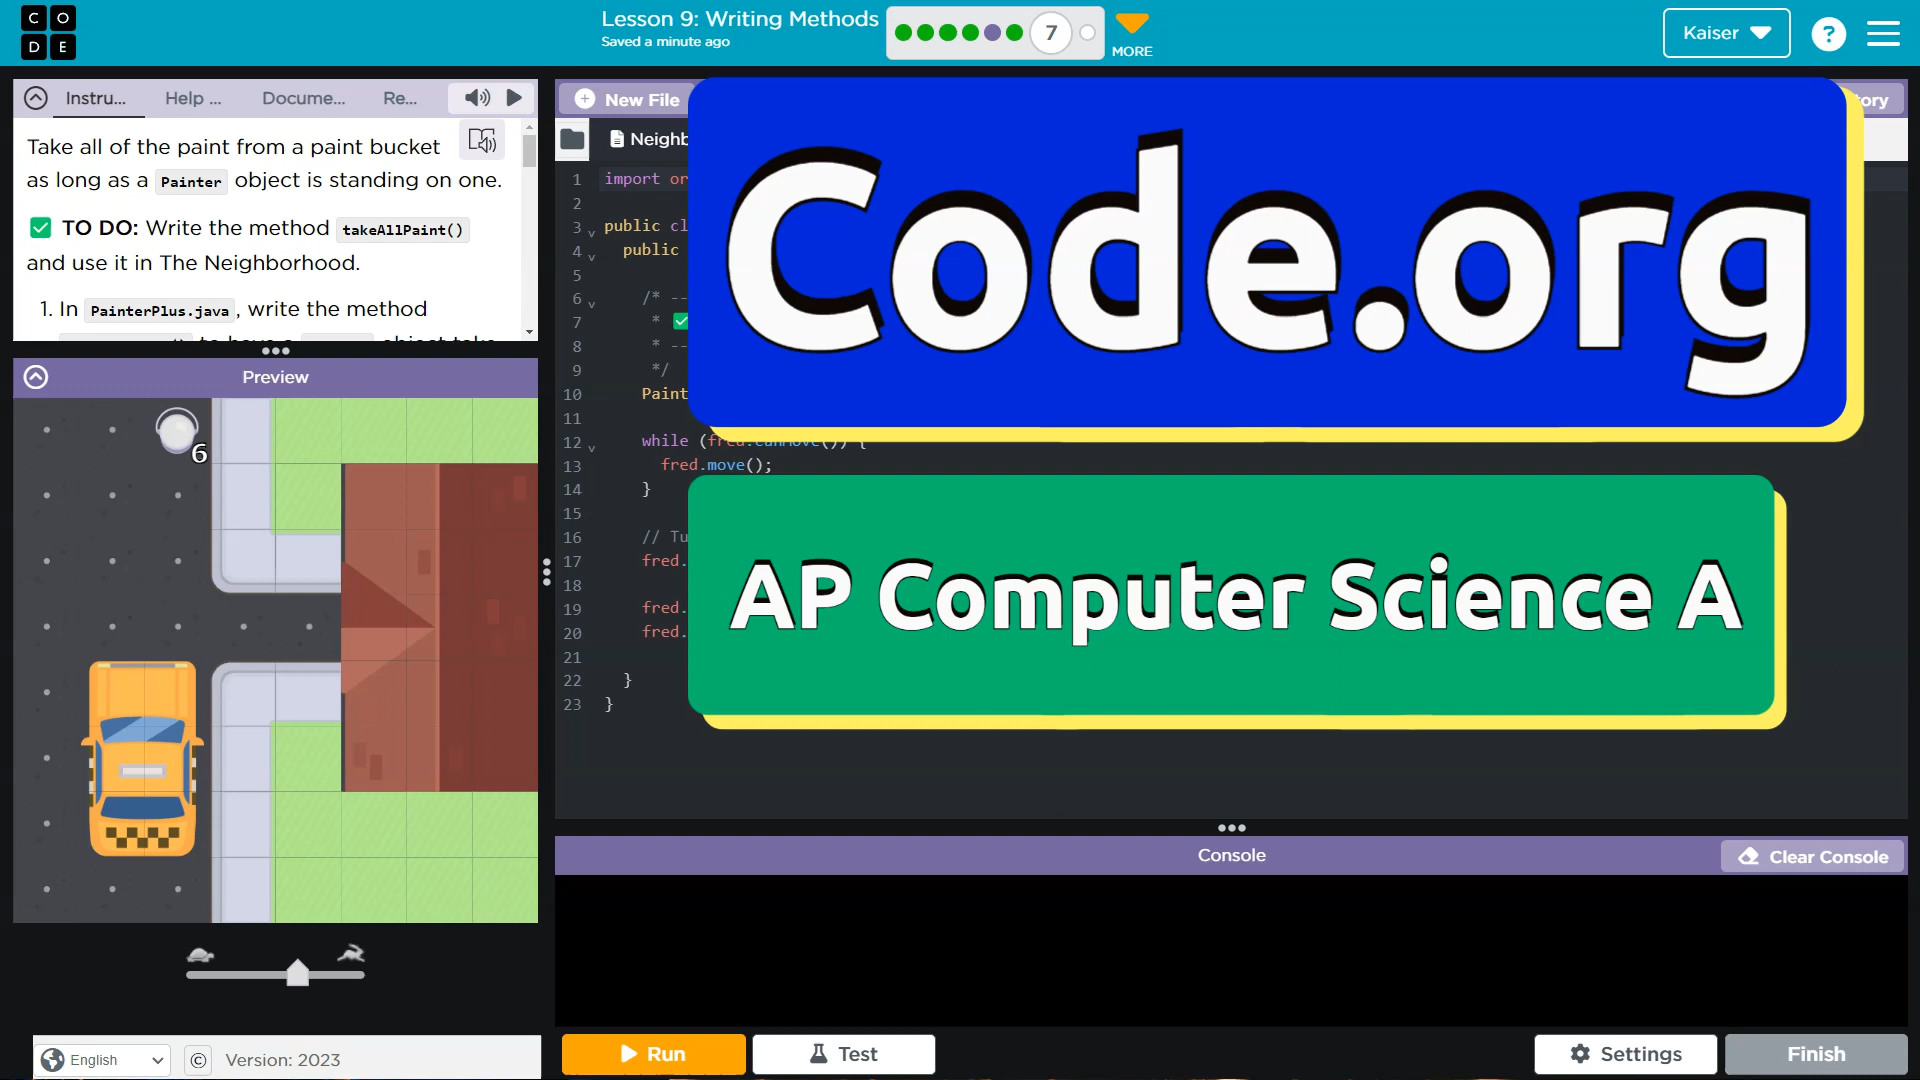 CODE
Lesson 9: Writing Methods
Saved a minute ago
7
MORE
Kaiser
?
Instru...
Help ...
Docume...
Re...
Take all of the paint from a paint bucket
as long as a Painter object is standing on one.
TO DO: Write the method takeAllPaint()
and use it in The Neighborhood.
1. In PainterPlus.java, write the method
Preview
6
English
© Version: 2023
New File
ory
Neighb
1 import or
2
3 public cl
4 public
5
6 /* --
7 * ✅
8 * --
9 */
10 Paint
11
12 while (fred.canMove()) {
13 fred.move();
14 }
15
16 // Tu
17 fred.
18
19 fred.
20 fred.
21
22 }
23 }
Code.org
AP Computer Science A
Console
Clear Console
Run
Test
Settings
Finish